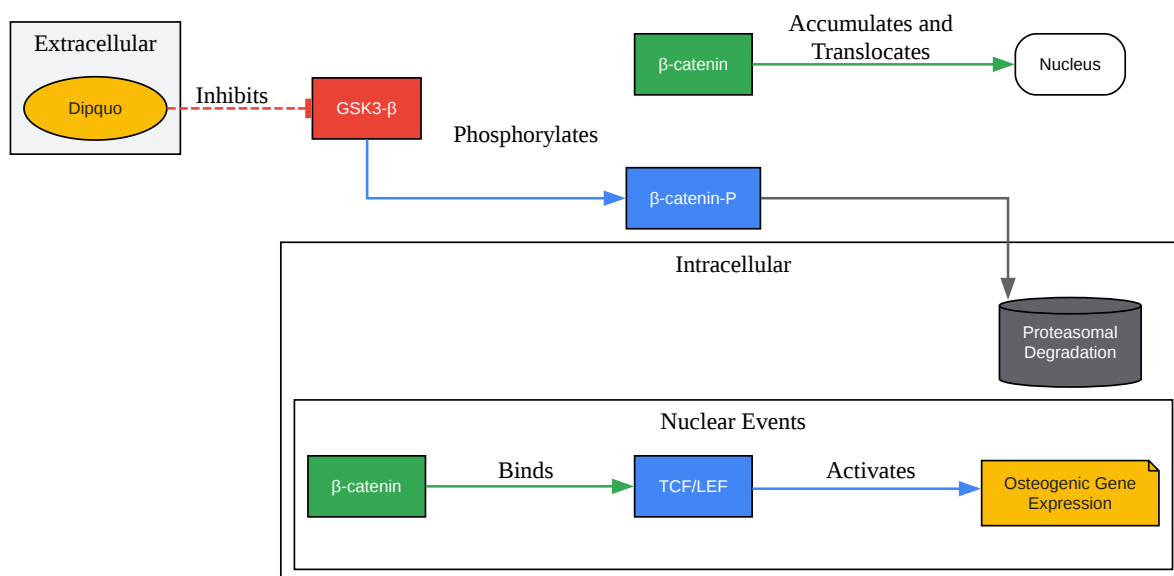 Extracellular
Dipquo
Inhibits
GSK3-β
Phosphorylates
β-catenin
Accumulates and
Translocates
Nucleus
β-catenin-P
Intracellular
Proteasomal
Degradation
Nuclear Events
β-catenin
Binds
TCF/LEF
Activates
Osteogenic Gene
Expression